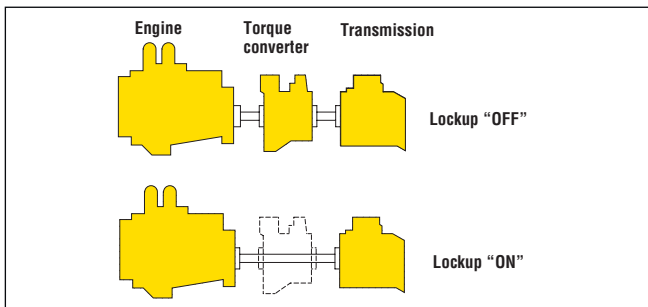 Engine
Torque
converter
Transmission
Lockup “OFF”
Lockup “ON”